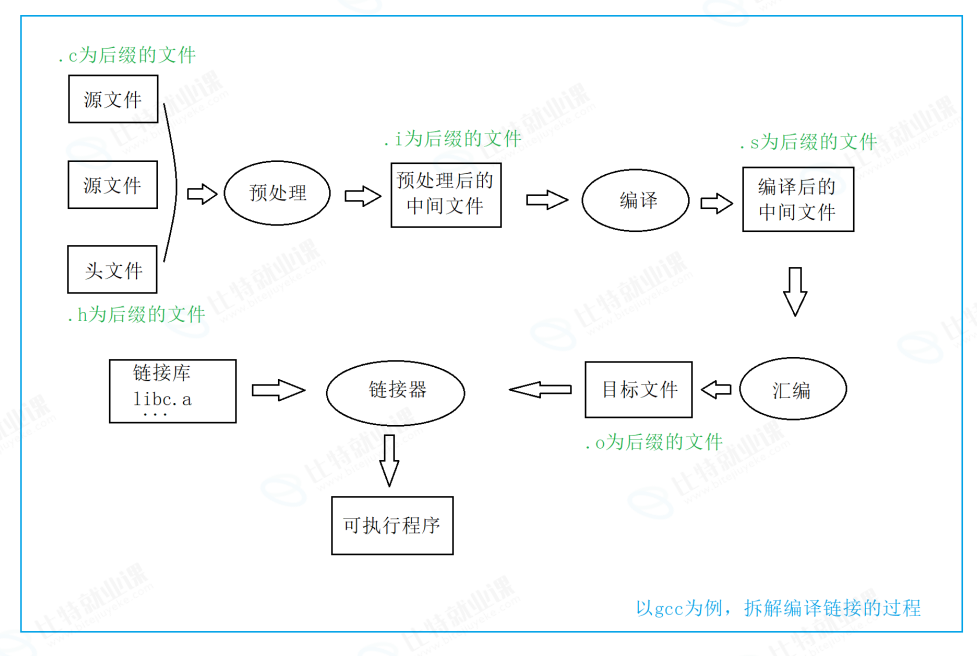 .c为后缀的文件
源文件
源文件
头文件
.h为后缀的文件
预处理
.i为后缀的文件
预处理后的
中间文件
编译
.s为后缀的文件
编译后的
中间文件
汇编
目标文件
.o为后缀的文件
链接器
链接库
libc.a
...
可执行程序
以gcc为例，拆解编译链接的过程
比特就业课